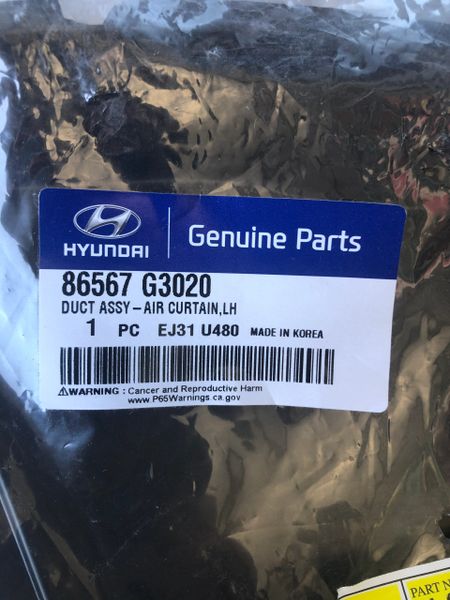 HYUNDAI
Genuine Parts
86567 G3020
DUCT ASSY-AIR CURTAIN,LH
1 PC EJ31 U480 MADE IN KOREA
⚠WARNING : Cancer and Reproductive Harm
www.P65Warnings.ca.gov
PART NO